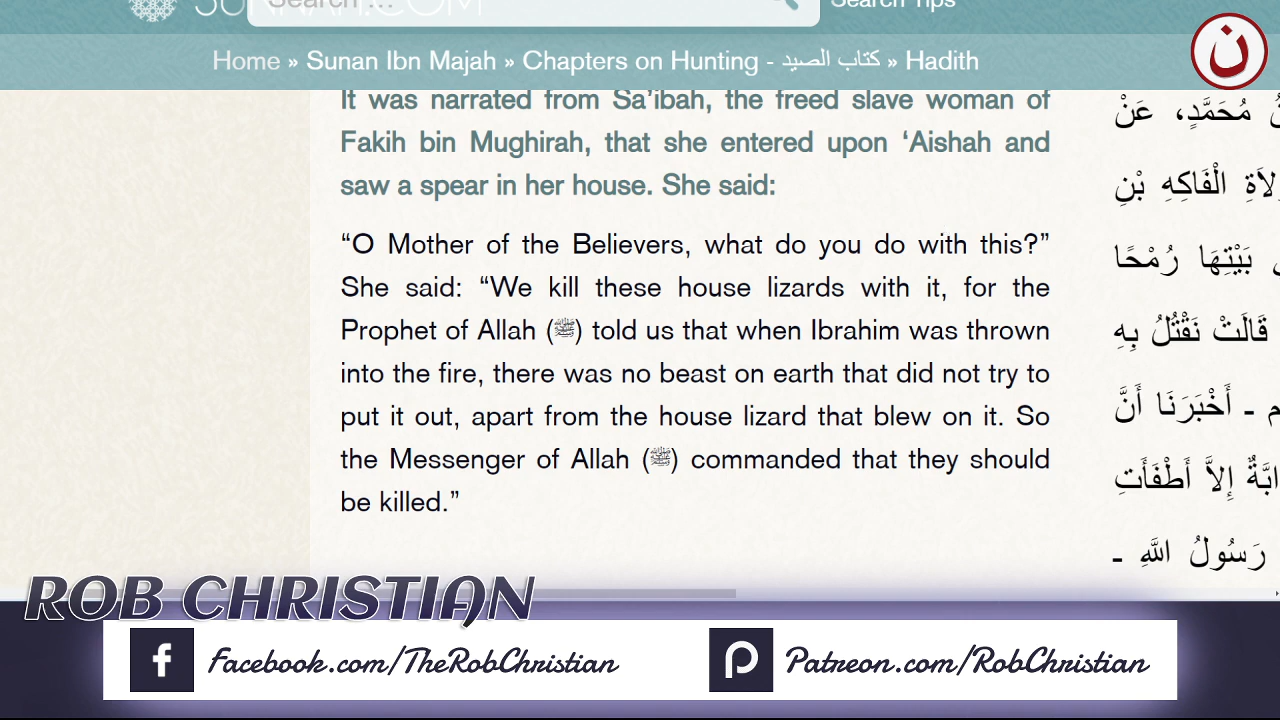 SUNNAH.COM
Search ...
Search Tips
Home » Sunan Ibn Majah » Chapters on Hunting - كتاب الصيد » Hadith
ن
It was narrated from Sa’ibah, the freed slave woman of
Fakih bin Mughirah, that she entered upon ‘Aishah and
saw a spear in her house. She said:
“O Mother of the Believers, what do you do with this?”
She said: “We kill these house lizards with it, for the
Prophet of Allah (ﷺ) told us that when Ibrahim was thrown
into the fire, there was no beast on earth that did not try to
put it out, apart from the house lizard that blew on it. So
the Messenger of Allah (ﷺ) commanded that they should
be killed.”
مُحَمَّدٍ، عَنْ
الْفَاكِهِ بْنِ
بَيْتِهَا رُمْحًا
قَالَتْ نَقْتُلُ بِهِ
ـ أَخْبَرَنَا أَنَّ
إِلاَّ أَطْفَأَتِ
رَسُولُ اللَّهِ ـ
ROB CHRISTIAN
f Facebook.com/TheRobChristian
Patreon.com/RobChristian